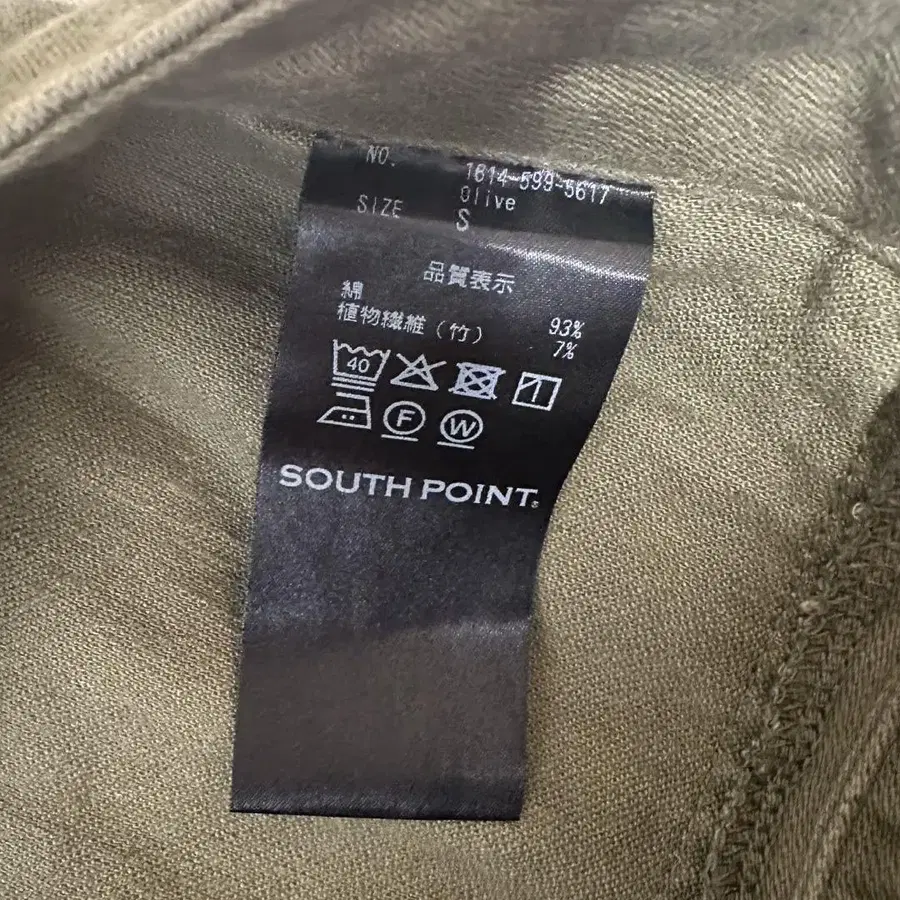 NO. 1614-599-5617
Olive
SIZE S
品質表示
綿 93%
植物繊維（竹） 7%
40
F W
SOUTH POINT